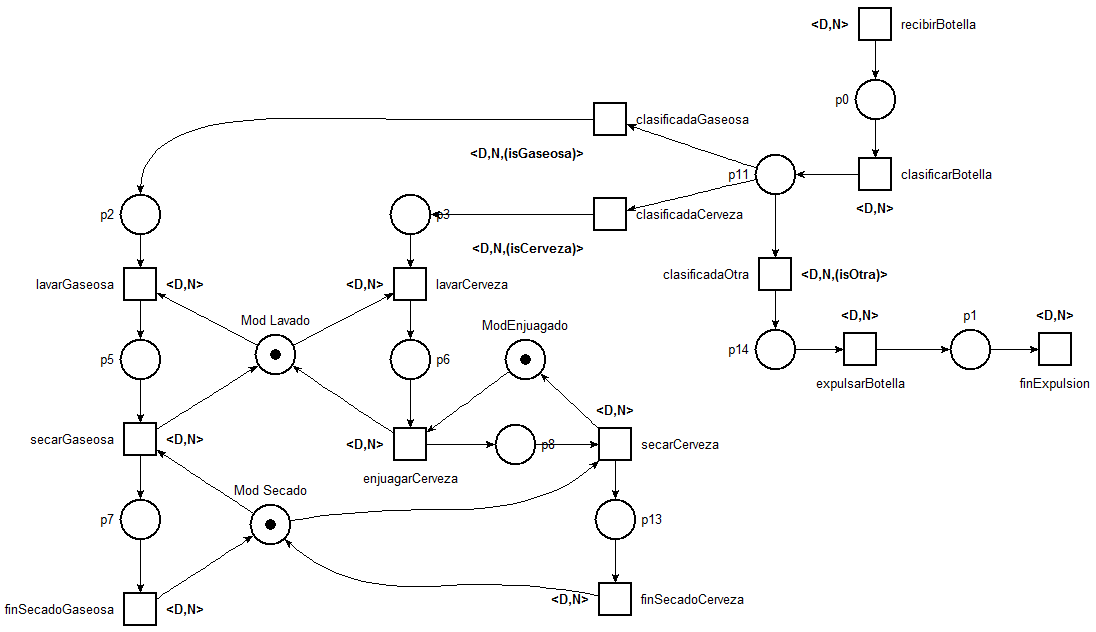 <D,N> recibirBotella
p0
clasificadaGaseosa
<D,N,(isGaseosa)>
p11
clasificarBotella
<D,N>
p2
p3
clasificadaCerveza
<D,N,(isCerveza)>
clasificadaOtra <D,N,(isOtra)>
lavarGaseosa <D,N>
<D,N> lavarCerveza
Mod Lavado
ModEnjuagado
<D,N>
p1
<D,N>
p5
p6
p14
expulsarBotella
finExpulsion
<D,N>
secarGaseosa <D,N>
<D,N>
p8
secarCerveza
enjuagarCerveza
Mod Secado
p7
p13
finSecadoGaseosa <D,N>
<D,N> finSecadoCerveza